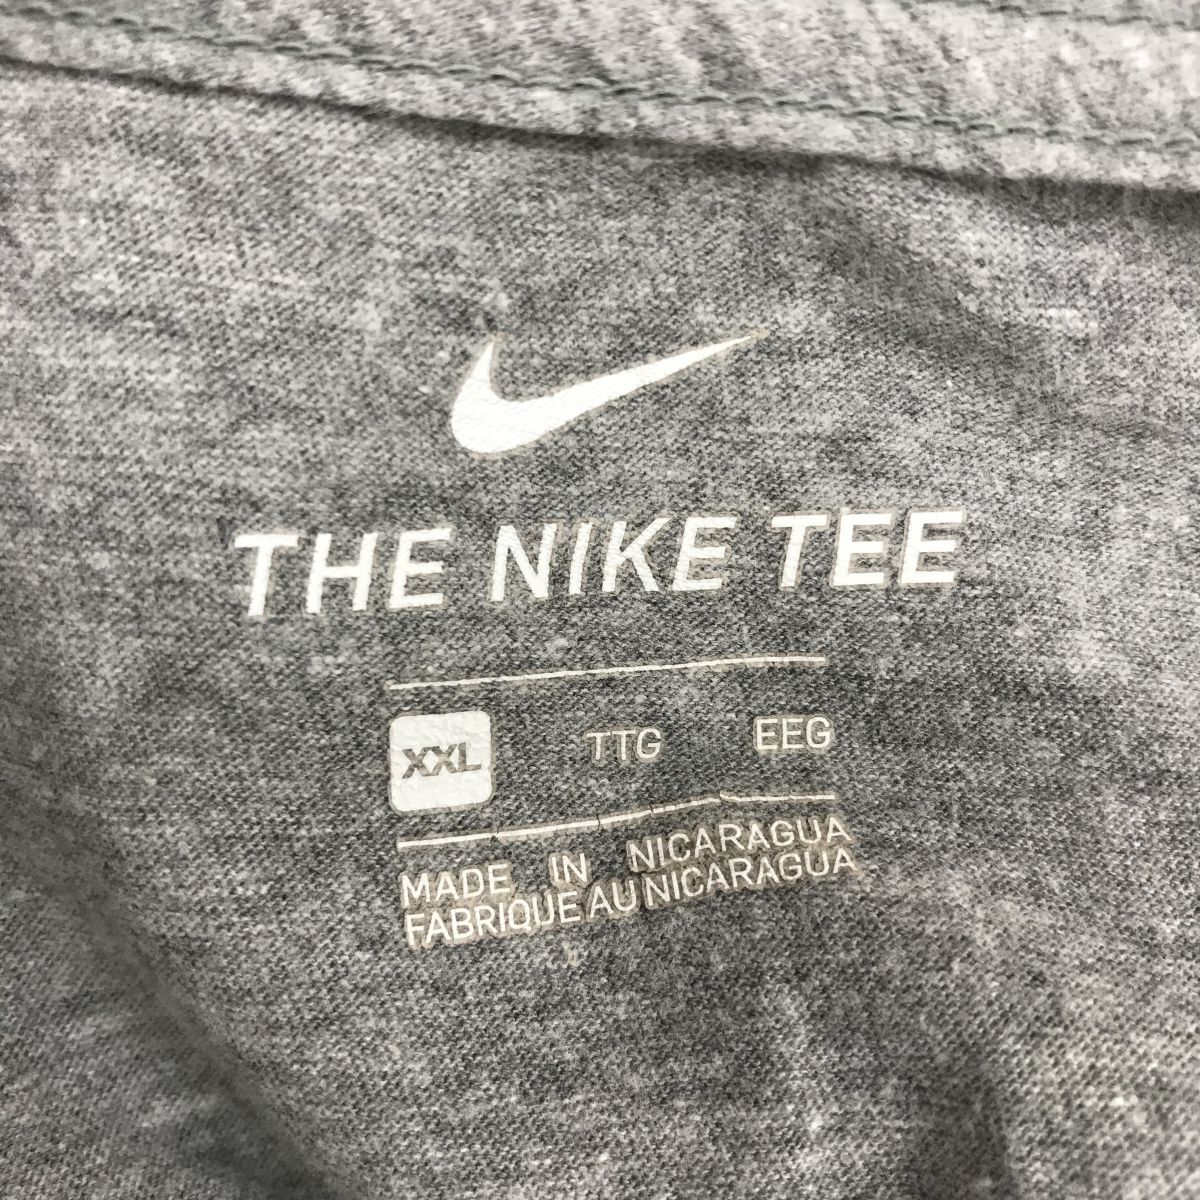 THE NIKE TEE
XXL TTG EEG
MADE IN NICARAGUA
FABRIQUE AU NICARAGUA